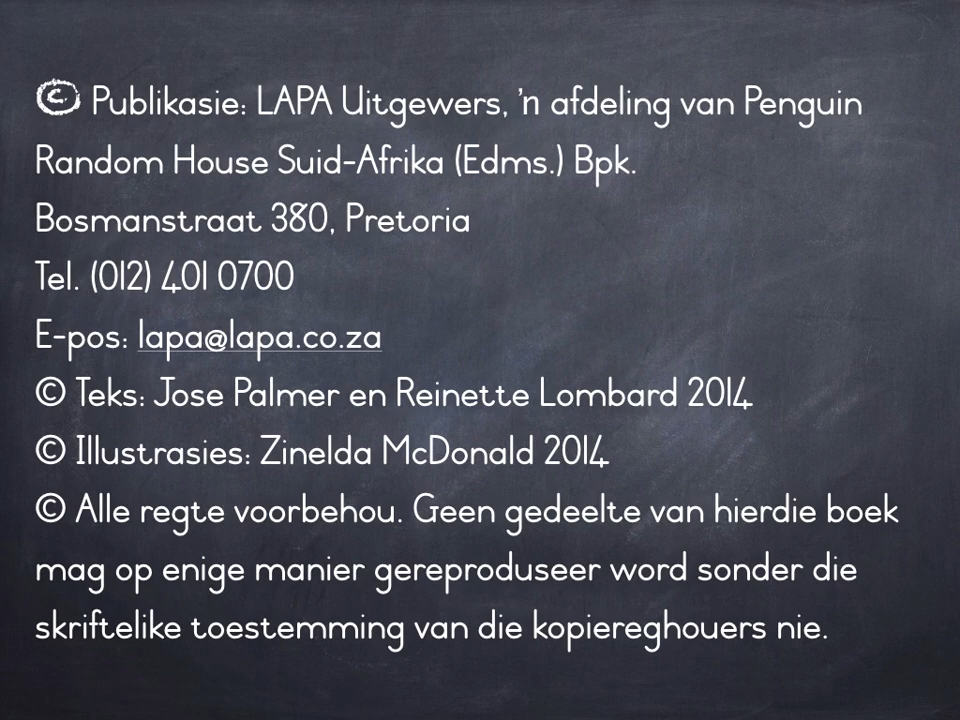 © Publikasie: LAPA Uitgewers, 'n afdeling van Penguin
Random House Suid-Afrika (Edms.) Bpk.
Bosmanstraat 380, Pretoria
Tel. (012) 401 0700
E-pos: lapa@lapa.co.za
© Teks: Jose Palmer en Reinette Lombard 2014
© Illustrasies: Zinelda McDonald 2014
© Alle regte voorbehou. Geen gedeelte van hierdie boek
mag op enige manier gereproduseer word sonder die
skriftelike toestemming van die kopiereghouers nie.